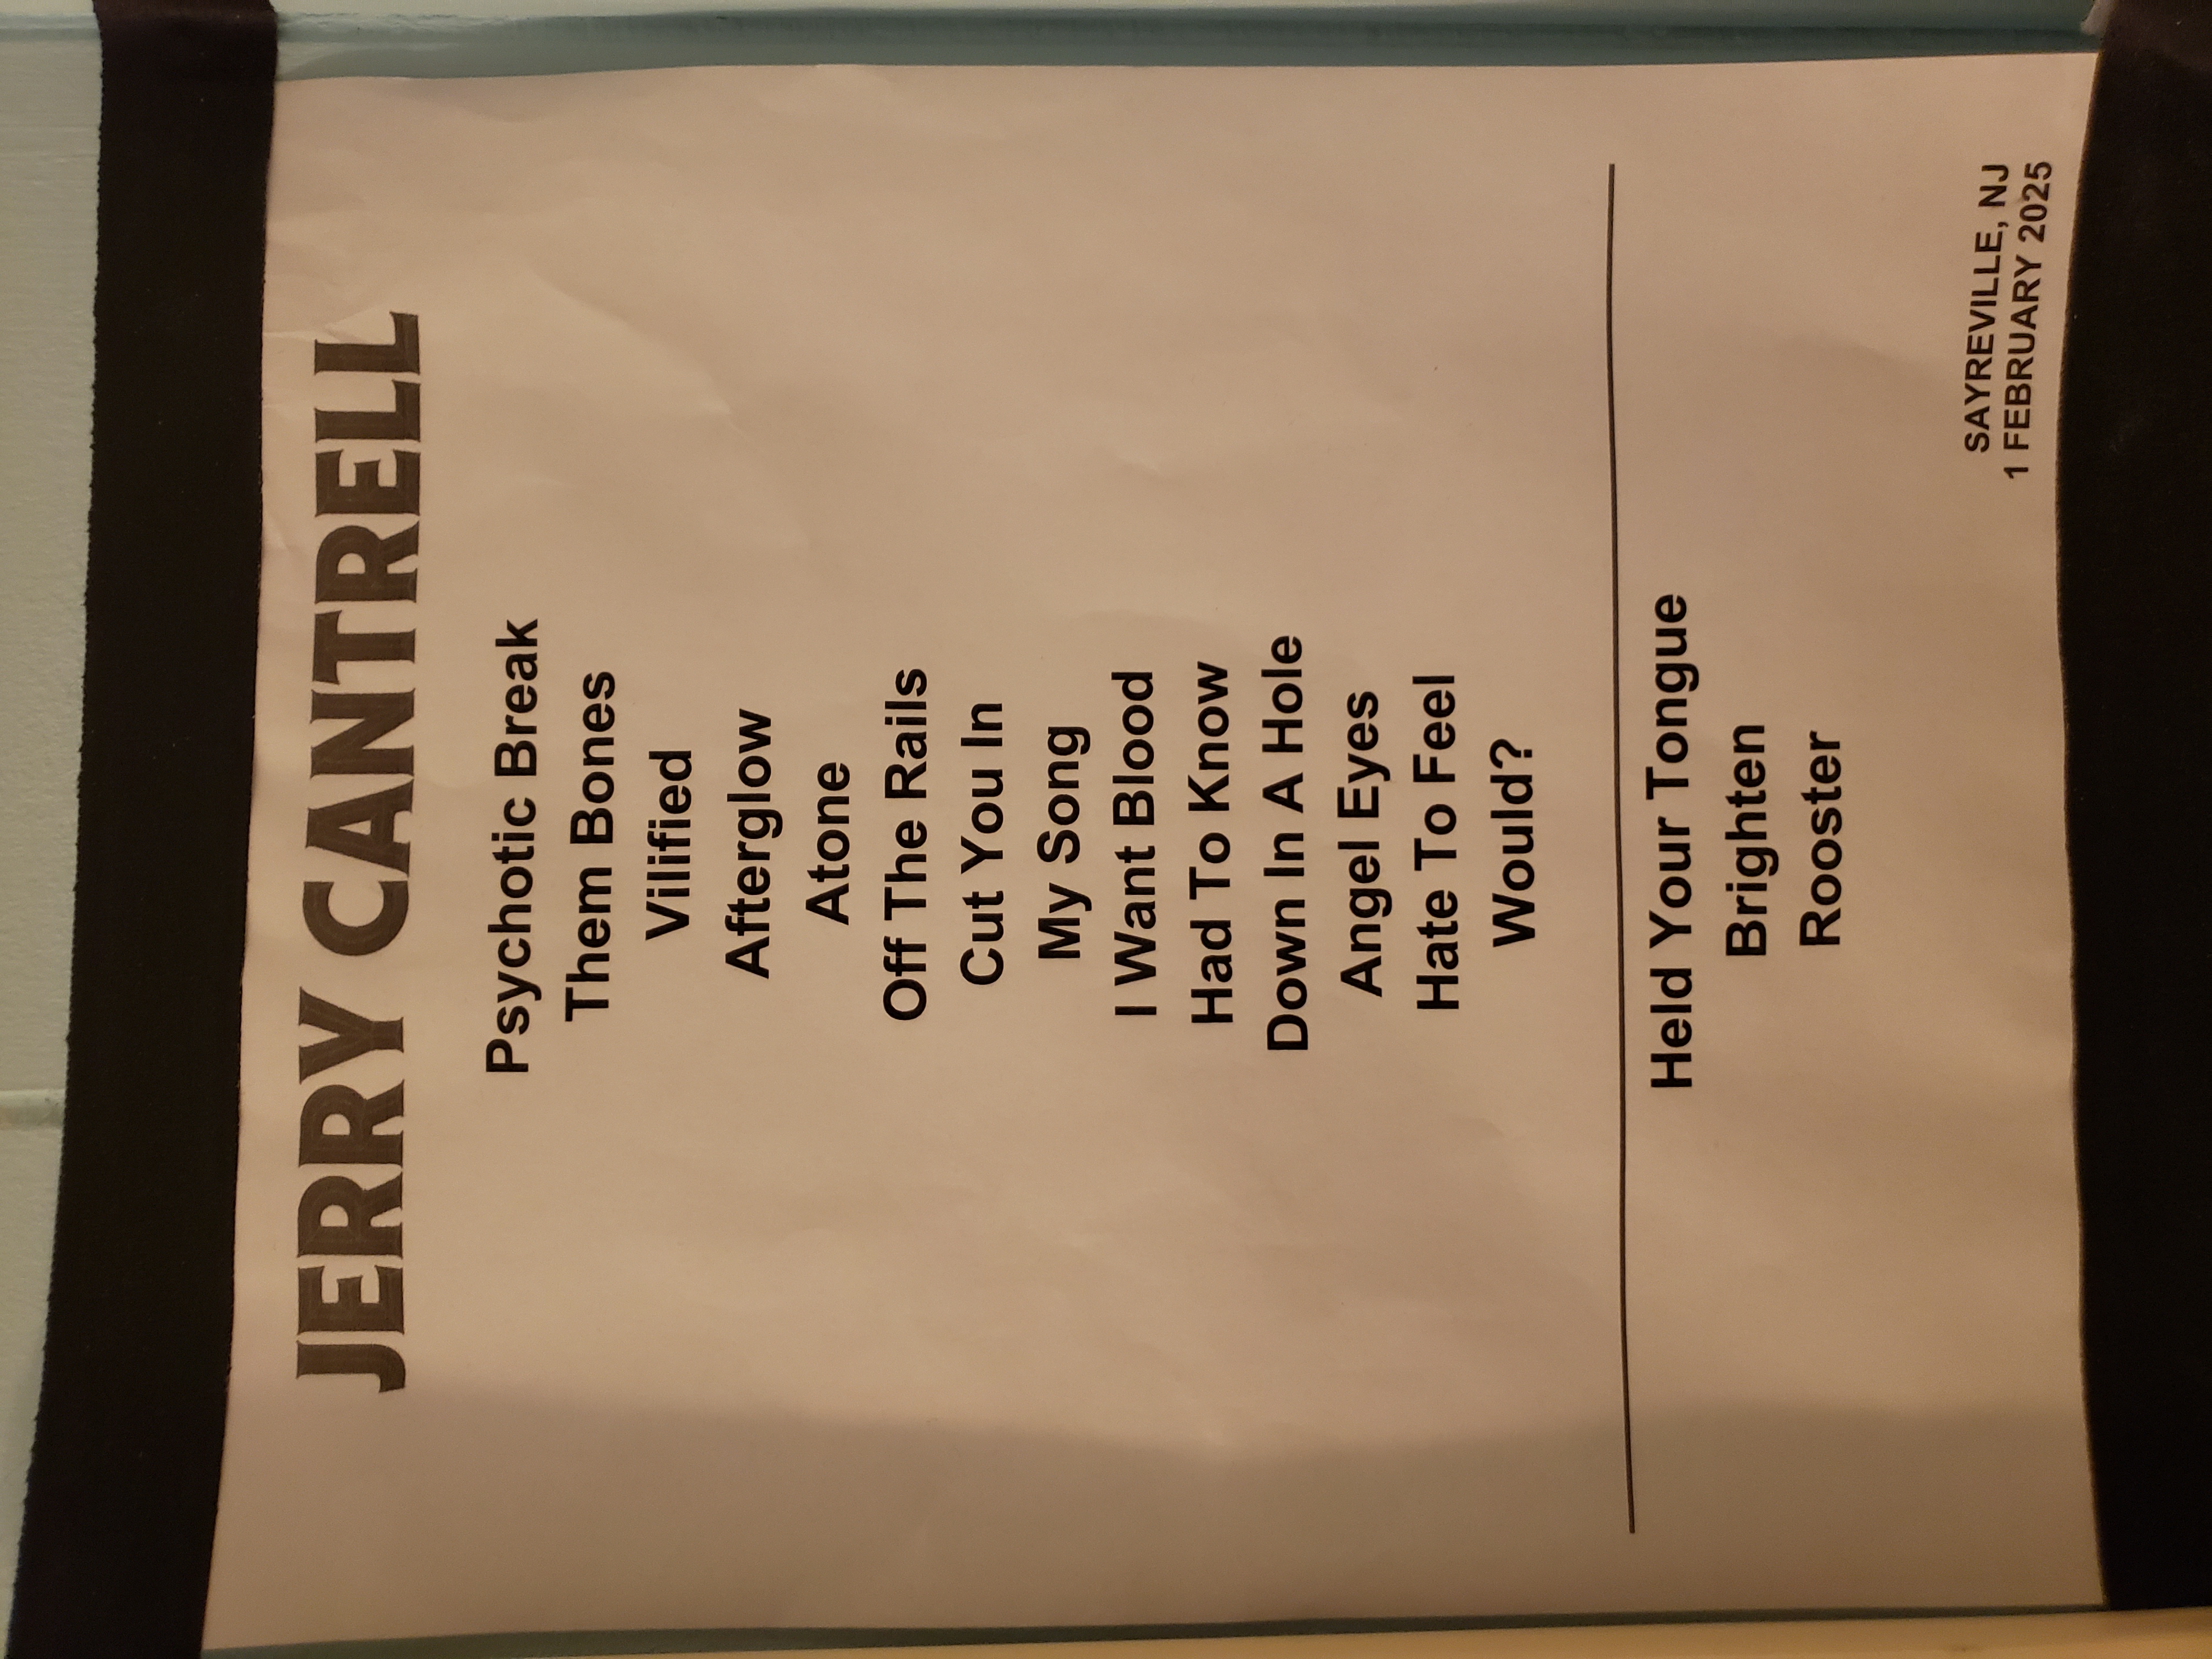 JERRY CANTRELL
Psychotic Break
Them Bones
Vilified
Afterglow
Atone
Off The Rails
Cut You In
My Song
I Want Blood
Had To Know
Down In A Hole
Angel Eyes
Hate To Feel
Would?
Held Your Tongue
Brighten
Rooster
SAYREVILLE, NJ
1 FEBRUARY 2025